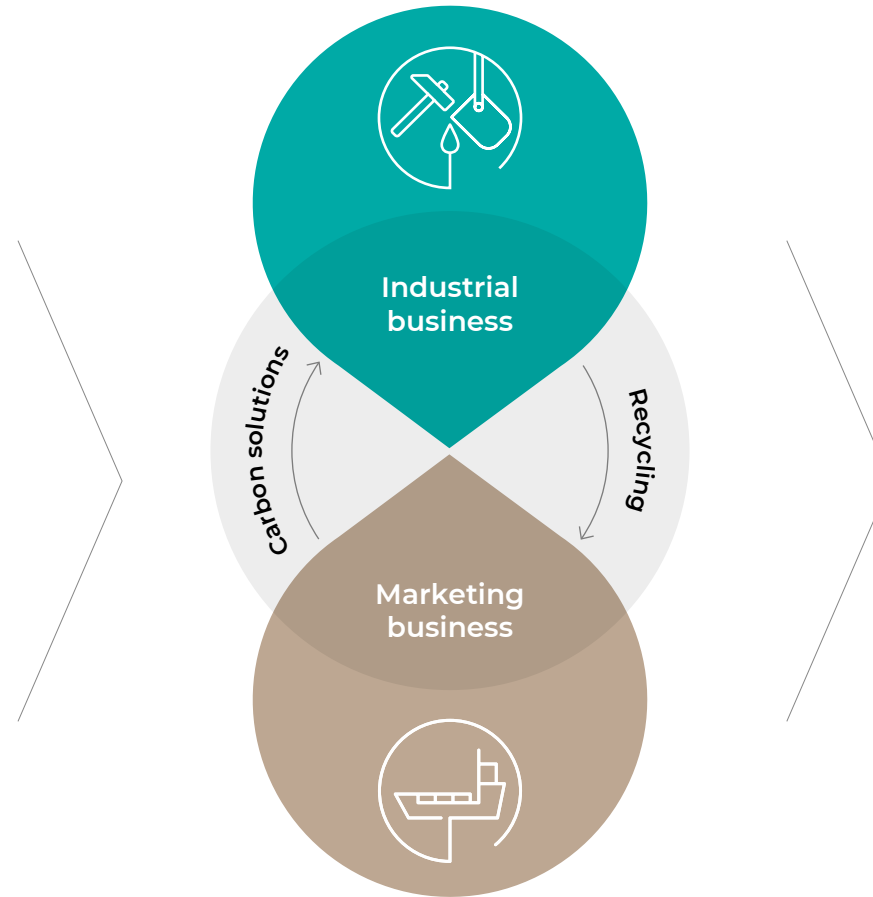 Industrial
business
Carbon solutions
Recycling
Marketing
business